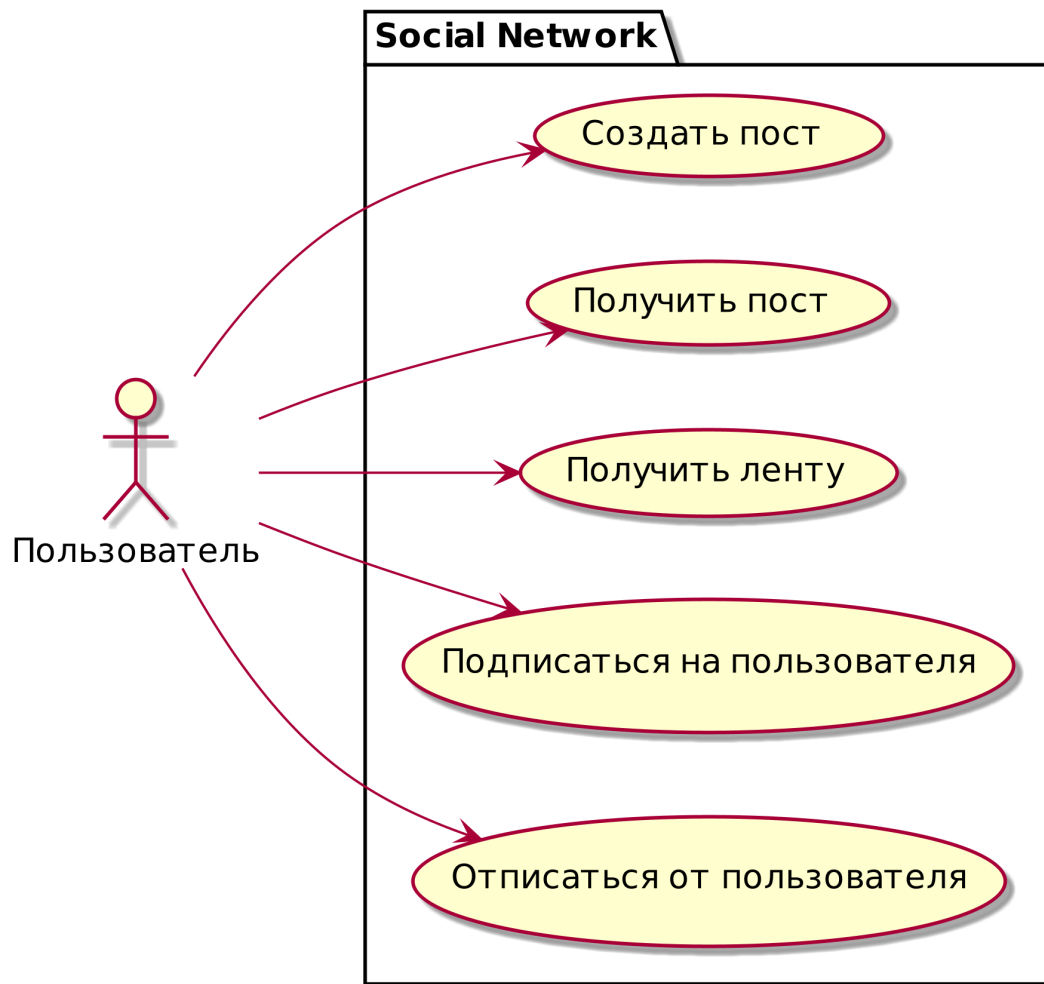 Social Network
Создать пост
Получить пост
Получить ленту
Пользователь
Подписаться на пользователя
Отписаться от пользователя